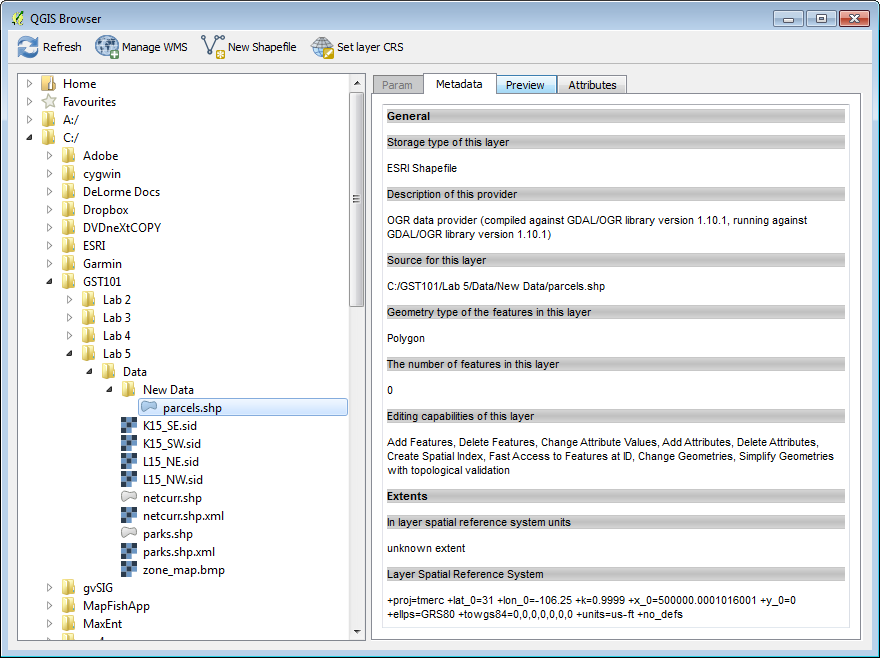 QGIS Browser
Refresh Manage WMS New Shapefile Set layer CRS
Home
Favourites
A:/
C:/
Adobe
cygwin
DeLorme Docs
Dropbox
DVDneXtCOPY
ESRI
Garmin
GST101
Lab 2
Lab 3
Lab 4
Lab 5
Data
New Data
parcels.shp
K15_SE.sid
K15_SW.sid
L15_NE.sid
L15_NW.sid
netcurr.shp
netcurr.shp.xml
parks.shp
parks.shp.xml
zone_map.bmp
gvSIG
MapFishApp
MaxEnt
Param Metadata Preview Attributes
General
Storage type of this layer
ESRI Shapefile
Description of this provider
OGR data provider (compiled against GDAL/OGR library version 1.10.1, running against
GDAL/OGR library version 1.10.1)
Source for this layer
C:/GST101/Lab 5/Data/New Data/parcels.shp
Geometry type of the features in this layer
Polygon
The number of features in this layer
0
Editing capabilities of this layer
Add Features, Delete Features, Change Attribute Values, Add Attributes, Delete Attributes,
Create Spatial Index, Fast Access to Features at ID, Change Geometries, Simplify Geometries
with topological validation
Extents
In layer spatial reference system units
unknown extent
Layer Spatial Reference System
+proj=tmerc +lat_0=31 +lon_0=-106.25 +k=0.9999 +x_0=500000.0001016001 +y_0=0
+ellps=GRS80 +towgs84=0,0,0,0,0,0,0 +units=us-ft +no_defs